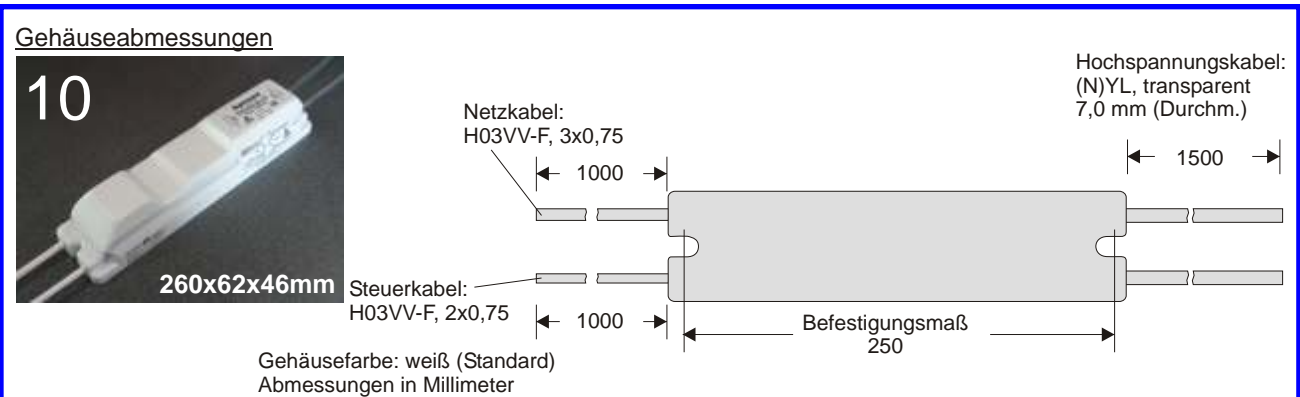 Gehäuseabmessungen
10
260x62x46mm
Netzkabel:
H03VV-F, 3x0,75
1000
Hochspannungskabel:
(N)YL, transparent
7,0 mm (Durchm.)
1500
Steuerkabel:
H03VV-F, 2x0,75
1000
Befestigungsmaß
250
Gehäusefarbe: weiß (Standard)
Abmessungen in Millimeter